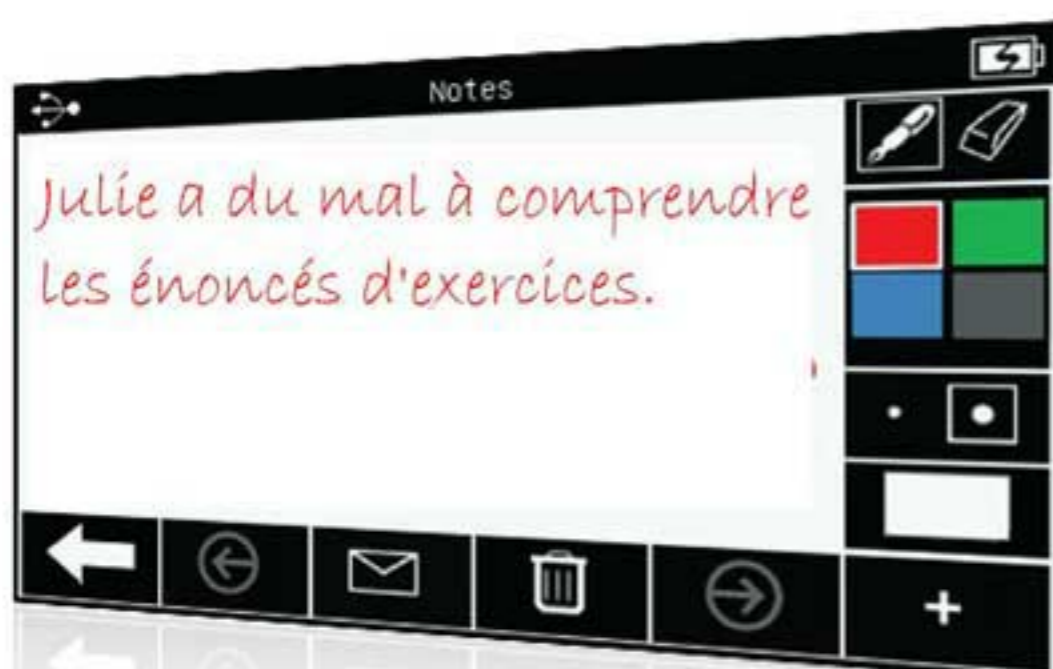 Notes
Julie a du mal à comprendre
les énoncés d'exercices.